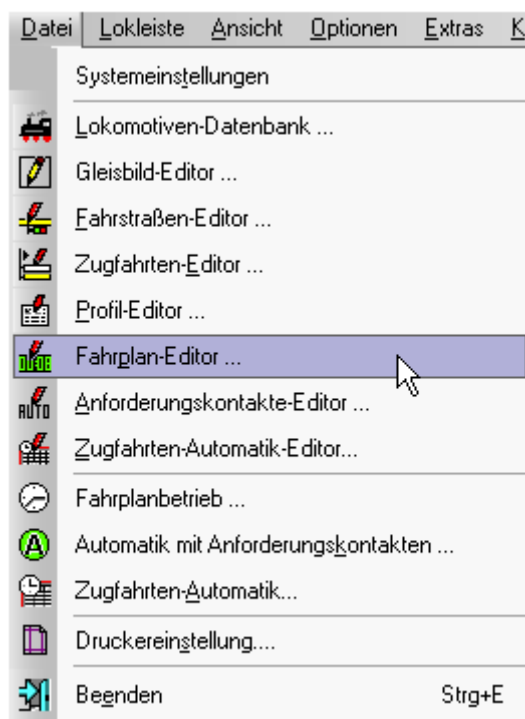 Datei Lokleiste Ansicht Optionen Extras K
Systemeinstellungen
Lokomotiven-Datenbank ...
Gleisbild-Editor ...
Fahrstraßen-Editor ...
Zugfahrten-Editor ...
Profil-Editor ...
Fahrplan-Editor ...
AUTO Anforderungskontakte-Editor ...
Zugfahrten-Automatik-Editor...
Fahrplanbetrieb ...
A Automatik mit Anforderungskontakten ...
Zugfahrten-Automatik...
Druckereinstellung....
Beenden Strg+E